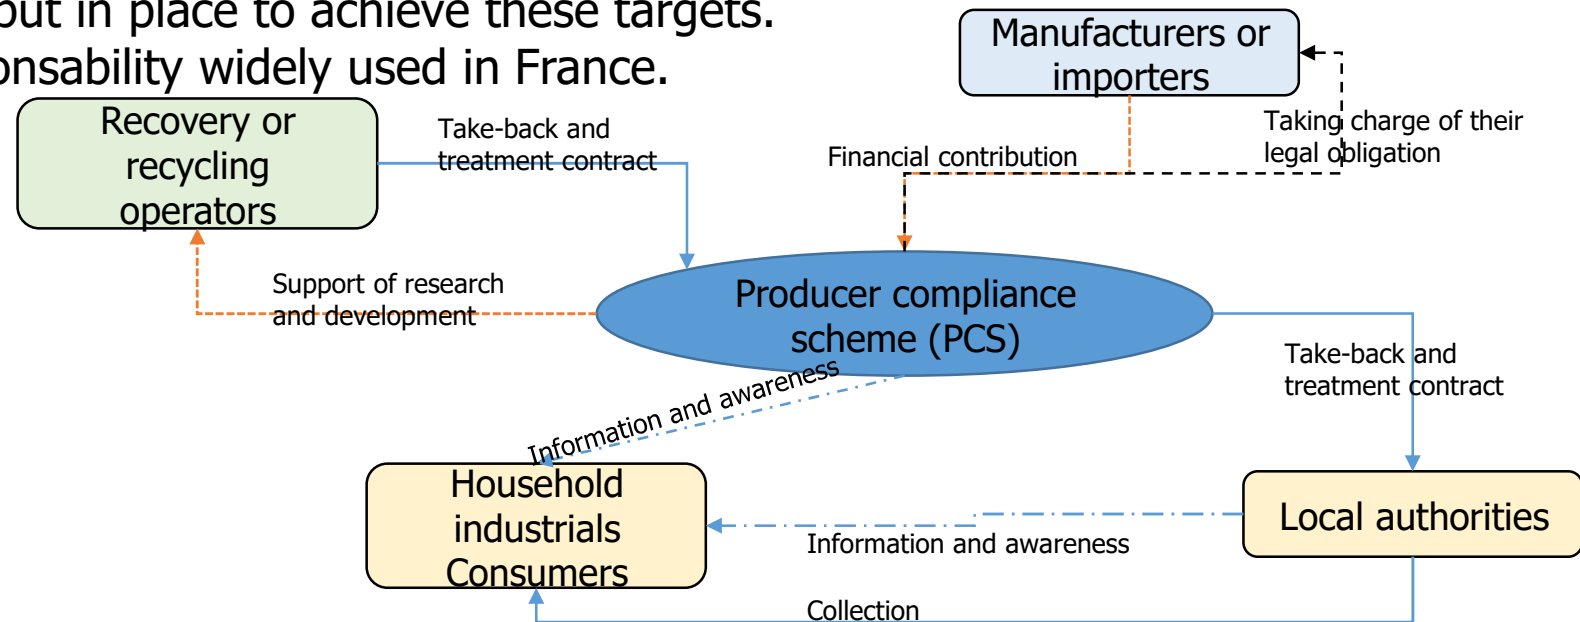 put in place to achieve these targets.
onsability widely used in France.
Manufacturers or
importers
Recovery or
recycling
operators
Take-back and
treatment contract
Financial contribution
Taking charge of their
legal obligation
Support of research
and development
Producer compliance
scheme (PCS)
Take-back and
treatment contract
Information and awareness
Household
industrials
Consumers
Local authorities
Information and awareness
Collection